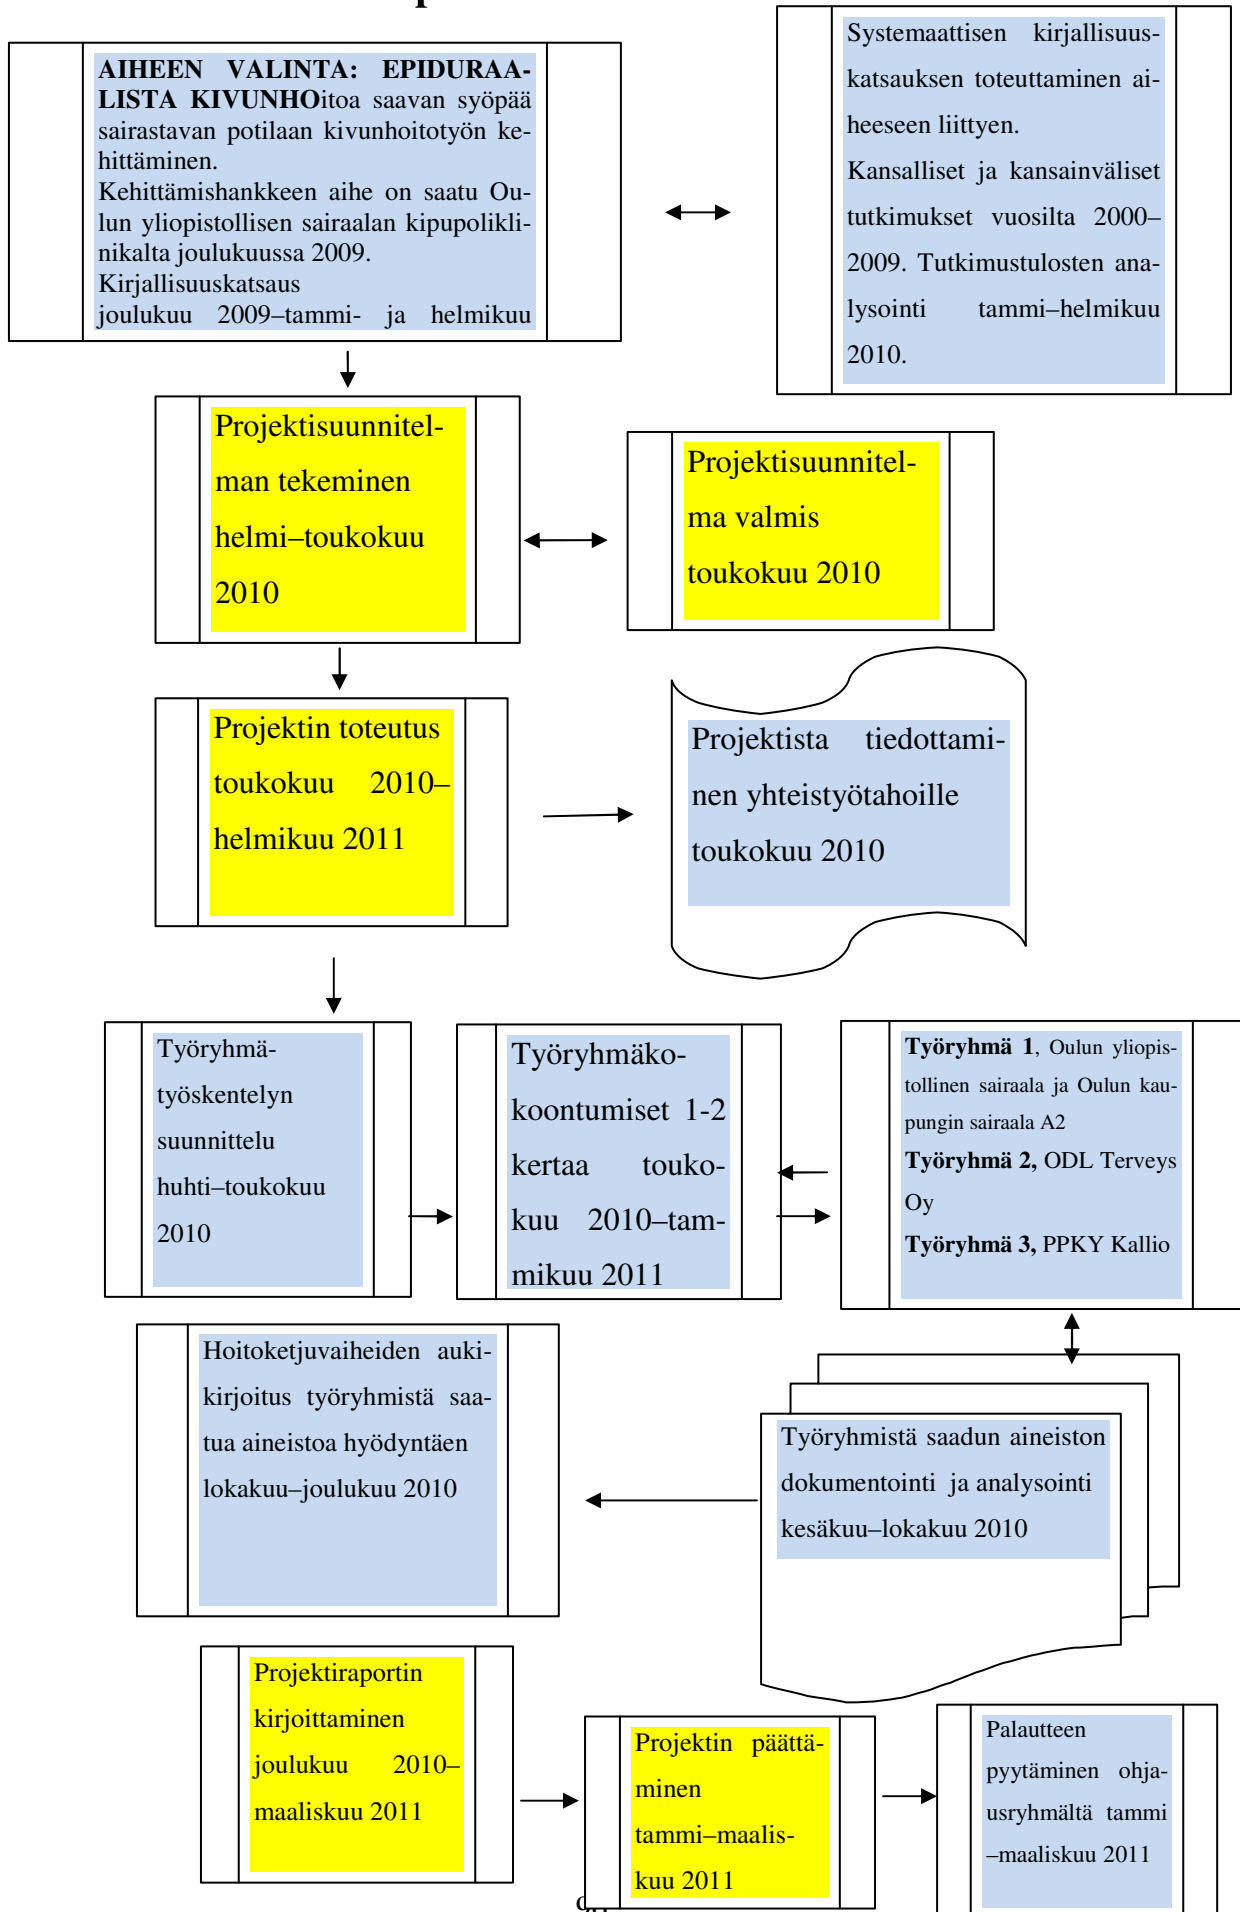 AIHEEN VALINTA: EPIDURAA-
LISTA KIVUNHOitoa saavan syöpää
sairastavan potilaan kivunhoitotyön ke-
hittäminen.
Kehittämishankkeen aihe on saatu Ou-
lun yliopistollisen sairaalan kipupolikli-
nikalta joulukuussa 2009.
Kirjallisuuskatsaus
joulukuu 2009–tammi- ja helmikuu
Systemaattisen kirjallisuus-
katsauksen toteuttaminen ai-
heeseen liittyen.
Kansalliset ja kansainväliset
tutkimukset vuosilta 2000–
2009. Tutkimustulosten ana-
lysointi tammi–helmikuu
2010.
Projektisuunnitel-
man tekeminen
helmi–toukokuu
2010
Projektisuunnitel-
ma valmis
toukokuu 2010
Projektin toteutus
toukokuu 2010–
helmikuu 2011
Projektista tiedottami-
nen yhteistyötahoille
toukokuu 2010
Työryhmä-
työskentelyn
suunnittelu
huhti–toukokuu
2010
Työryhmäko-
koontumiset 1-2
kertaa touko-
kuu 2010–tam-
mikuu 2011
Työryhmä 1, Oulun yliopis-
tollinen sairaala ja Oulun kau-
pungin sairaala A2
Työryhmä 2, ODL Terveys
Oy
Työryhmä 3, PPKY Kallio
Hoitoketjuvaiheiden auki-
kirjoitus työryhmistä saa-
tua aineistoa hyödyntäen
lokakuu–joulukuu 2010
Työryhmistä saadun aineiston
dokumentointi ja analysointi
kesäkuu–lokakuu 2010
Projektiraportin
kirjoittaminen
joulukuu 2010–
maaliskuu 2011
Projektin päättä-
minen
tammi–maalis-
kuu 2011
Palautteen
pyytäminen ohja-
usryhmältä tammi
–maaliskuu 2011